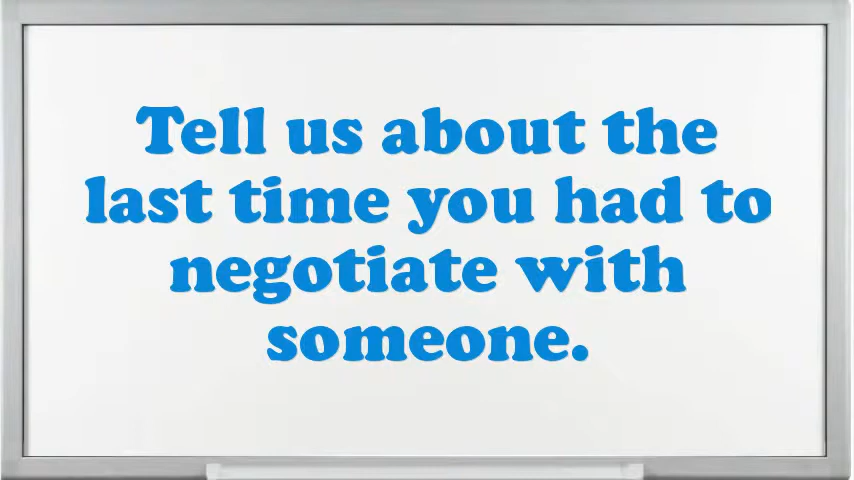 Tell us about the
last time you had to
negotiate with
someone.